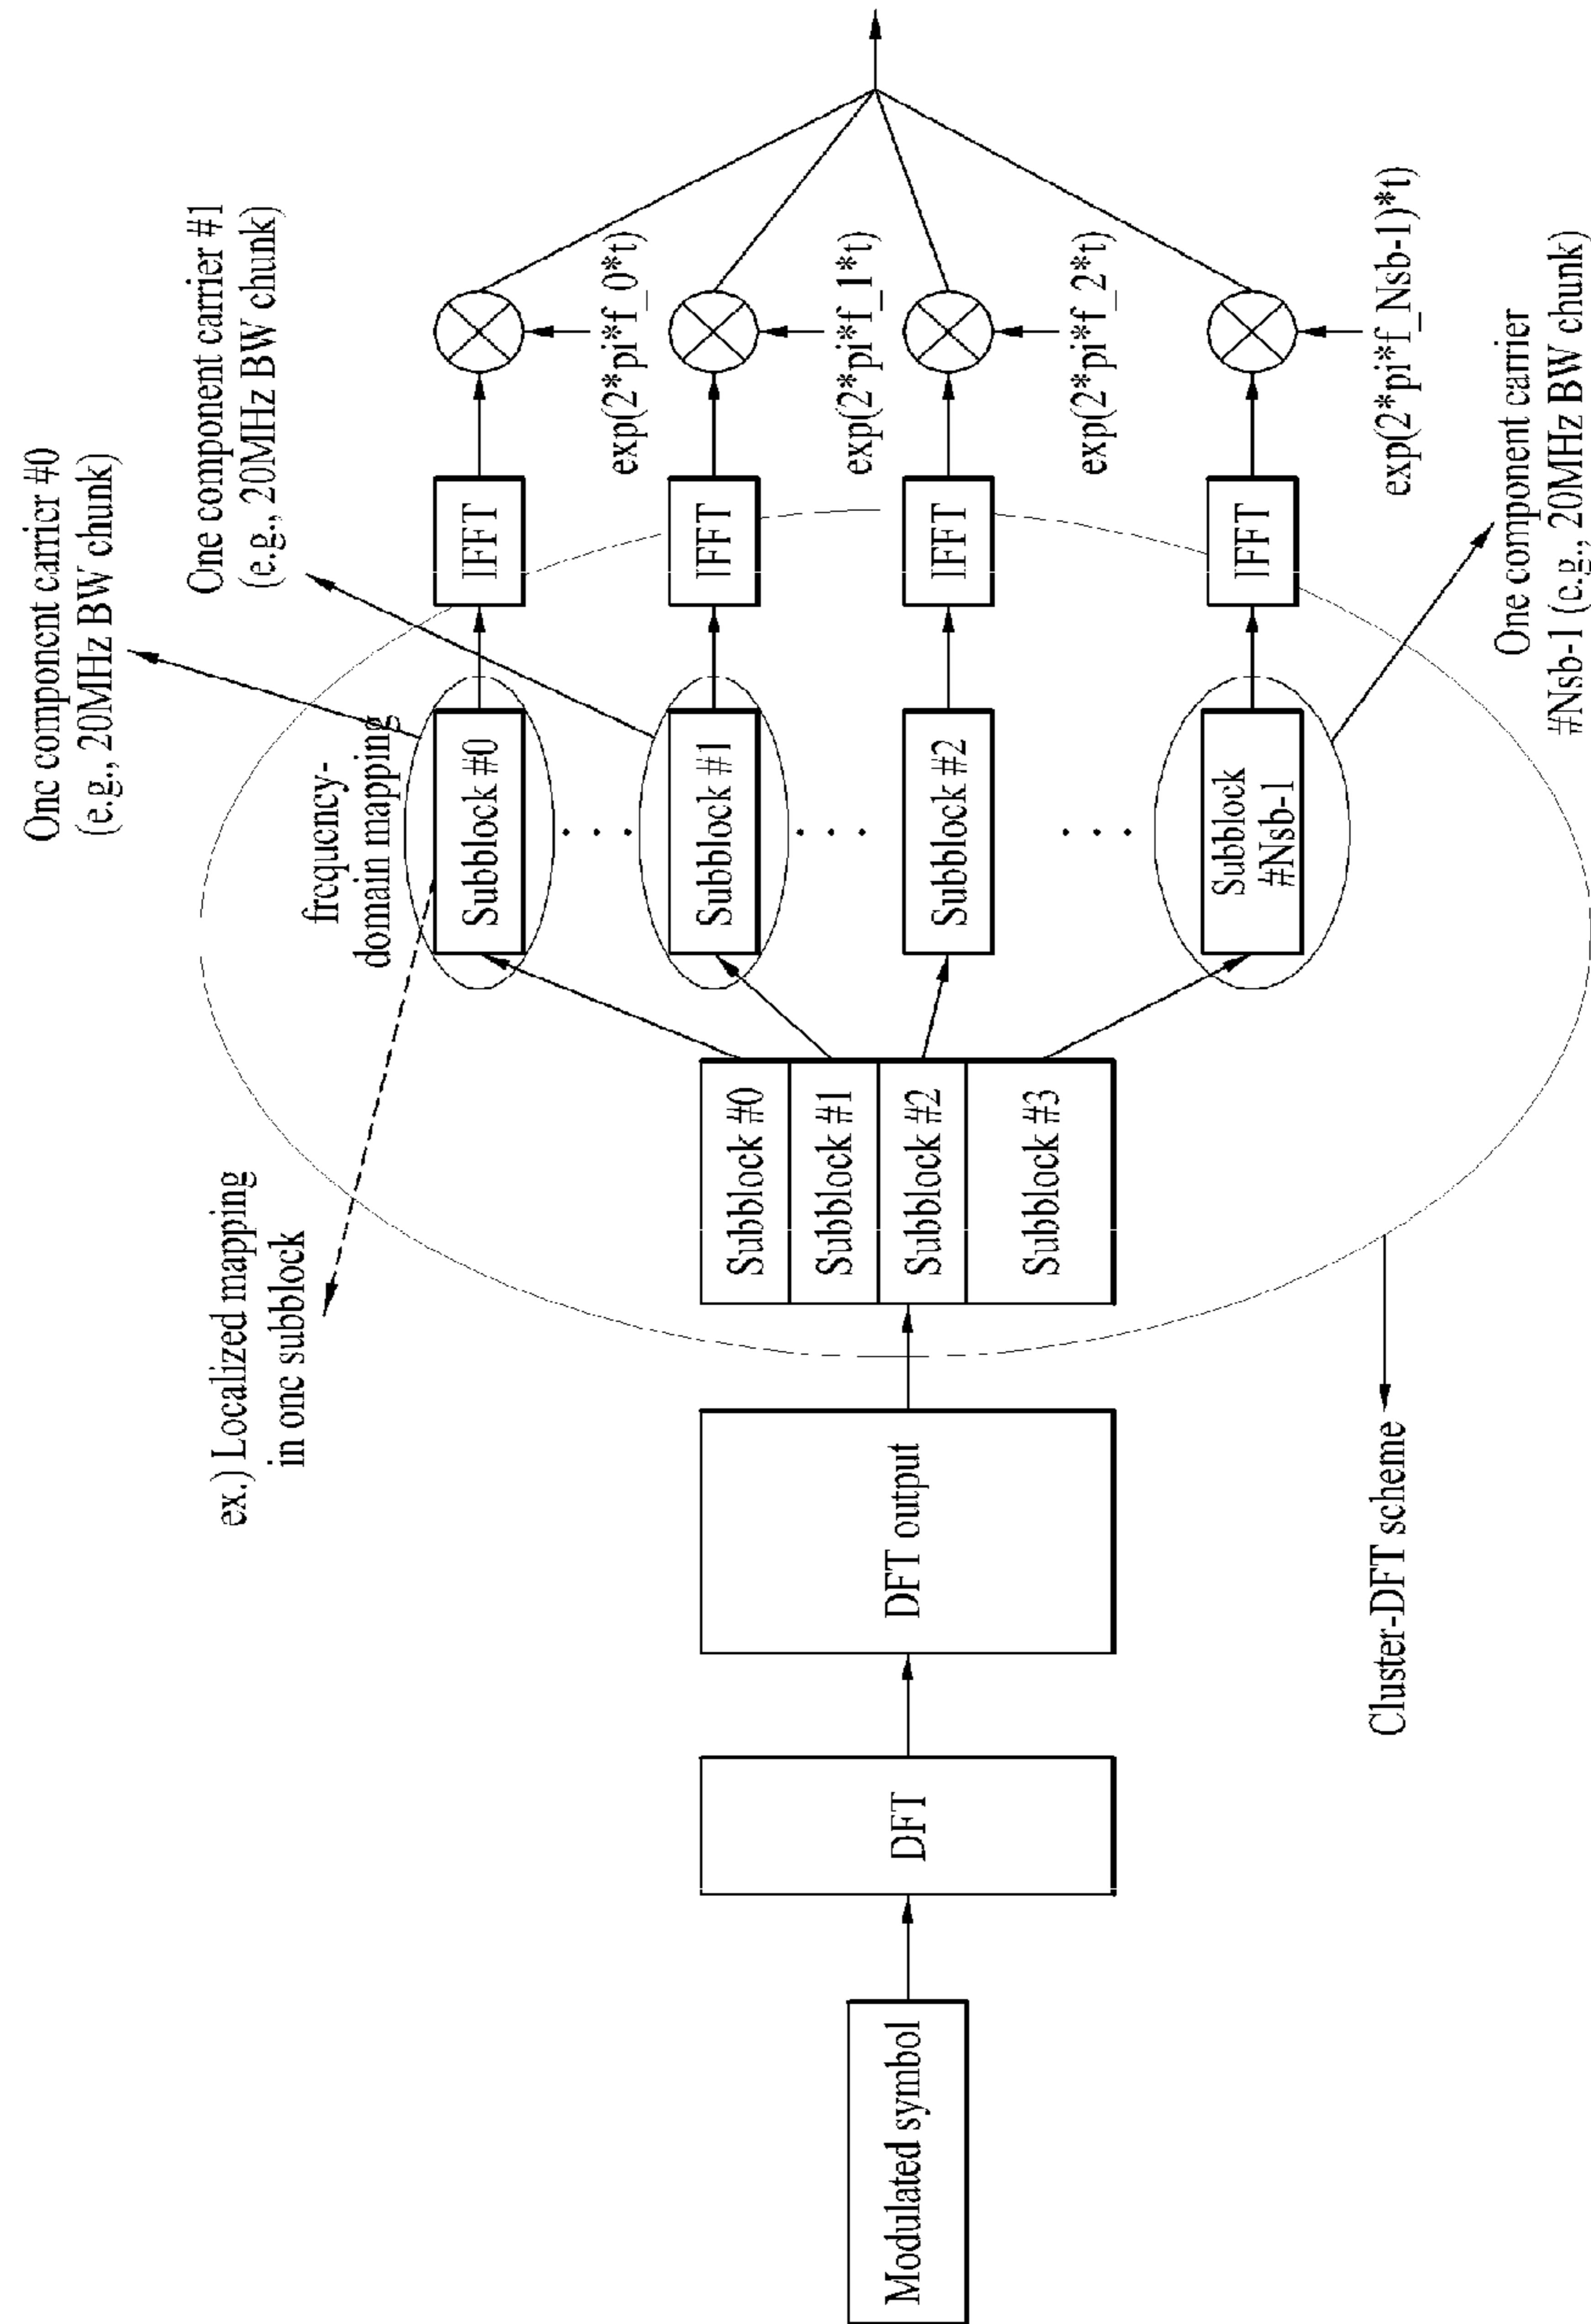 Modulated symbol
DFT
DFT output
Subblock #0
Subblock #1
Subblock #2
Subblock #3
ex.) Localized mapping
in one subblock
frequency-
domain mapping
One component carrier #0
(e.g., 20MHz BW chunk)
One component carrier #1
(e.g., 20MHz BW chunk)
Subblock #0
IFFT
exp(2*pi*f_0*t)
Subblock #1
IFFT
exp(2*pi*f_1*t)
Subblock #2
IFFT
exp(2*pi*f_2*t)
Subblock
#Nsb-1
IFFT
exp(2*pi*f_Nsb-1)*t)
One component carrier
#Nsb-1 (e.g., 20MHz BW chunk)
Cluster-DFT scheme